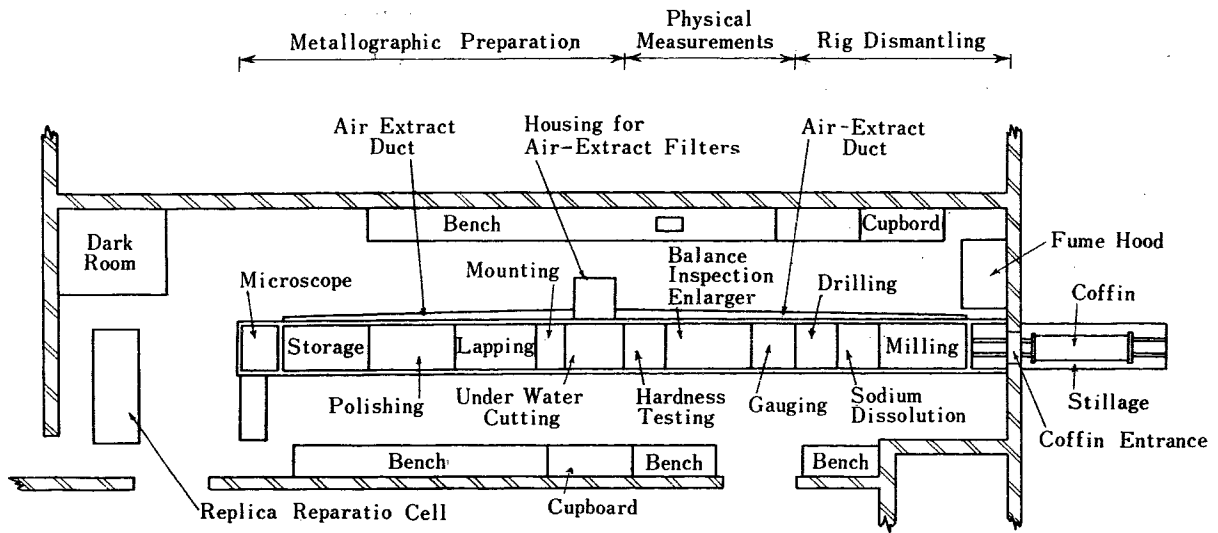 Physical
Metallographic Preparation
Measurements
Rig Dismantling
Air Extract
Duct
Housing for
Air-Extract Filters
Air-Extract
Duct
Bench
Cupbord
Dark
Room
Fume Hood
Microscope
Mounting
Balance
Inspection
Enlarger
Drilling
Coffin
Storage
Lapping
Milling
Polishing
Under Water
Cutting
Hardness
Testing
Gauging
Sodium
Dissolution
Stillage
Coffin Entrance
Bench
Bench
Bench
Replica Reparatio Cell
Cupboard